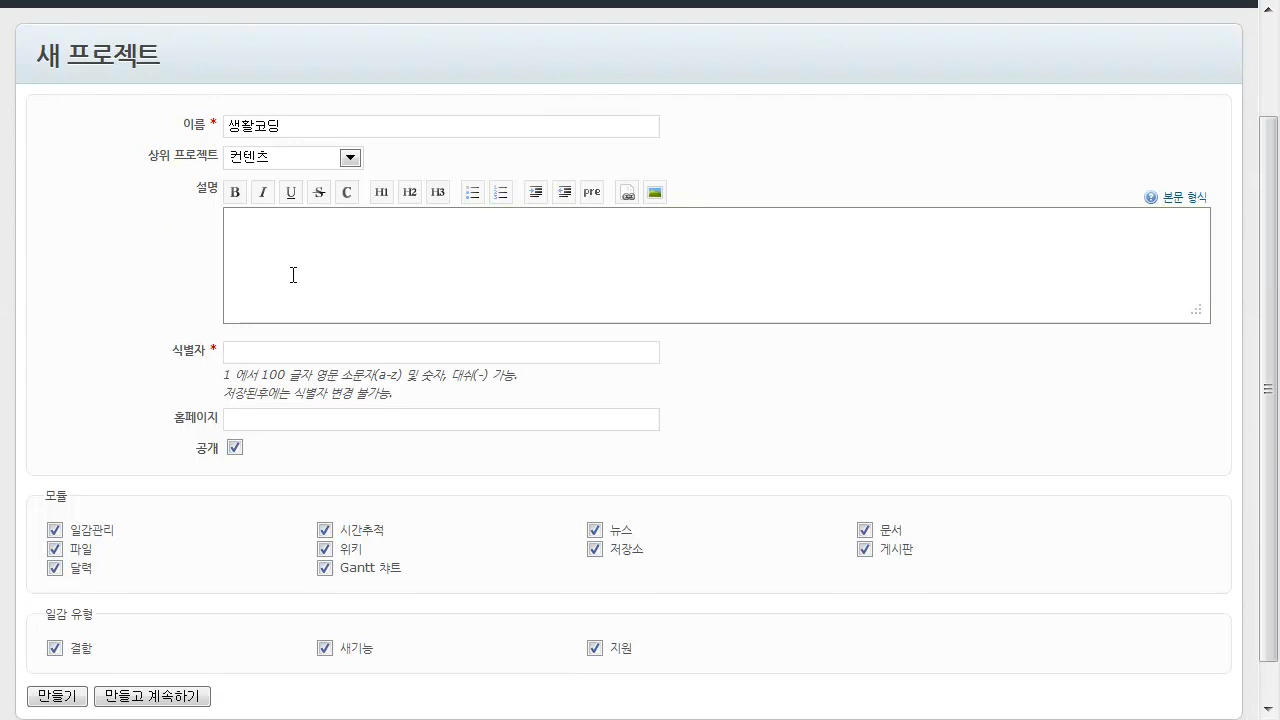 새 프로젝트
이름 * 생활코딩
상위 프로젝트 컨텐츠
설명 B I U S C H1 H2 H3 pre 본문 형식
식별자 *
1 에서 100 글자 영문 소문자(a-z) 및 숫자, 대쉬(-) 가능.
저장된후에는 식별자 변경 불가능.
홈페이지
공개
모듈
일감관리 시간추적 뉴스 문서
파일 위키 저장소 게시판
달력 Gantt 챠트
일감 유형
결함 새기능 지원
만들기 만들고 계속하기